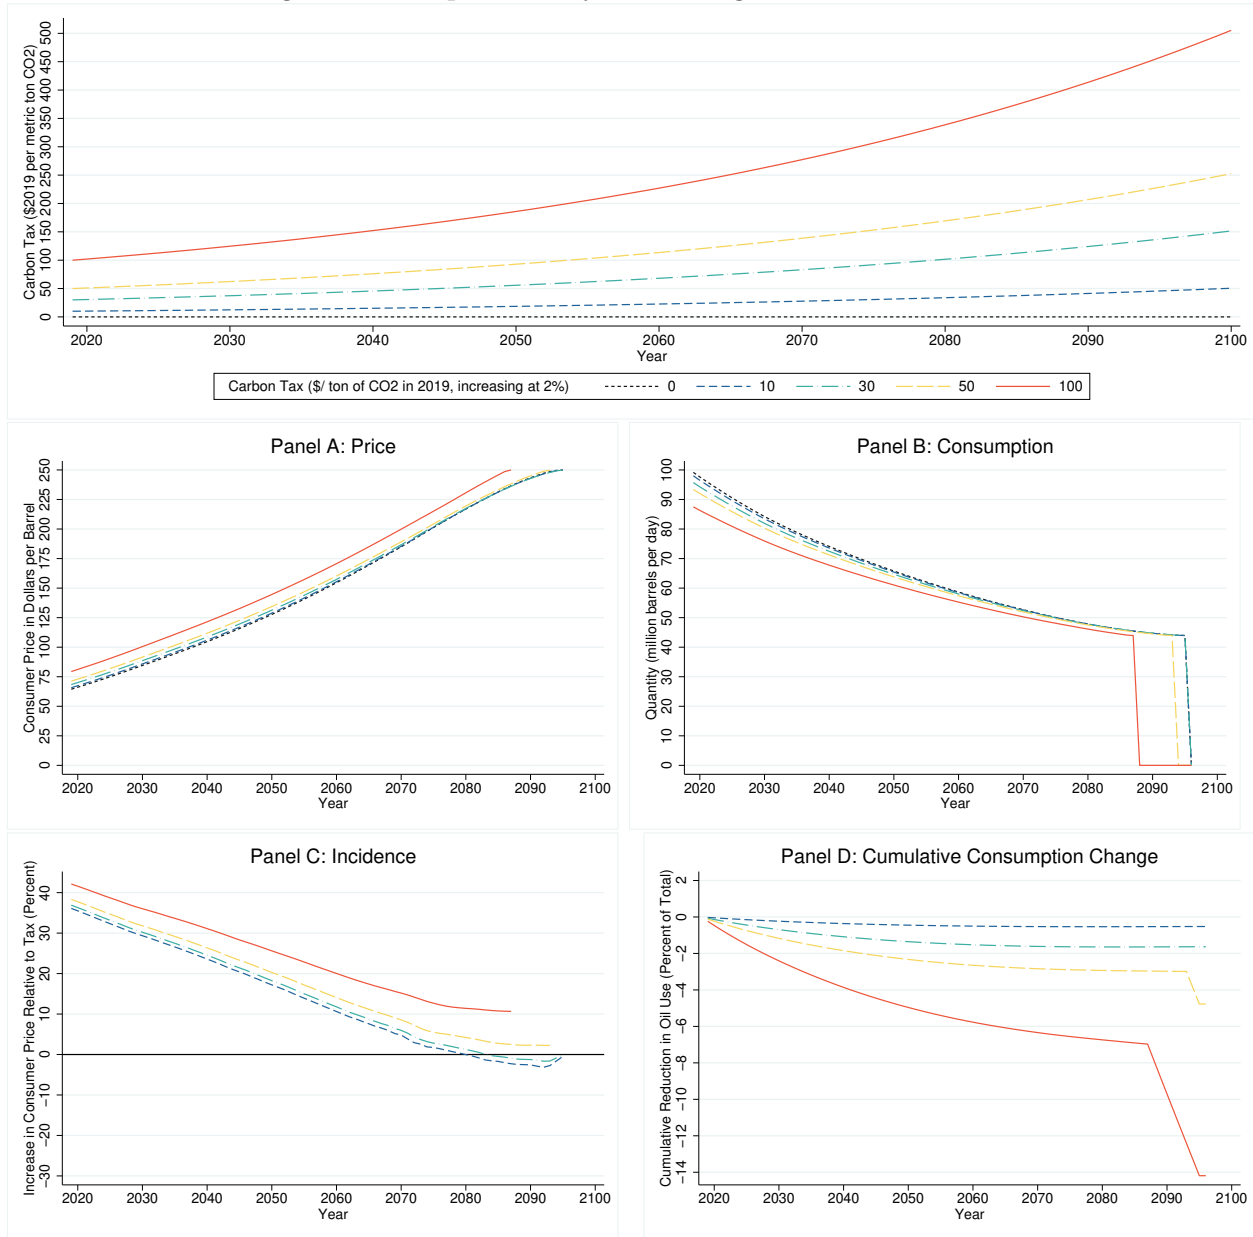 Carbon Tax ($2019 per metric ton CO2)
0 50 100 150 200 250 300 350 400 450 500
2020 2030 2040 2050 2060 2070 2080 2090 2100
Year
Carbon Tax ($/ ton of CO2 in 2019, increasing at 2%) 0 10 30 50 100
Panel A: Price
Consumer Price in Dollars per Barrel
0 25 50 75 100 125 150 175 200 225 250
2020 2030 2040 2050 2060 2070 2080 2090 2100
Year
Panel B: Consumption
Quantity (million barrels per day)
0 10 20 30 40 50 60 70 80 90 100
2020 2030 2040 2050 2060 2070 2080 2090 2100
Year
Panel C: Incidence
Increase in Consumer Price Relative to Tax (Percent)
−30 −20 −10 0 10 20 30 40
2020 2030 2040 2050 2060 2070 2080 2090 2100
Year
Panel D: Cumulative Consumption Change
Cumulative Reduction in Oil Use (Percent of Total)
−14 −12 −10 −8 −6 −4 −2 0 2
2020 2030 2040 2050 2060 2070 2080 2090 2100
Year